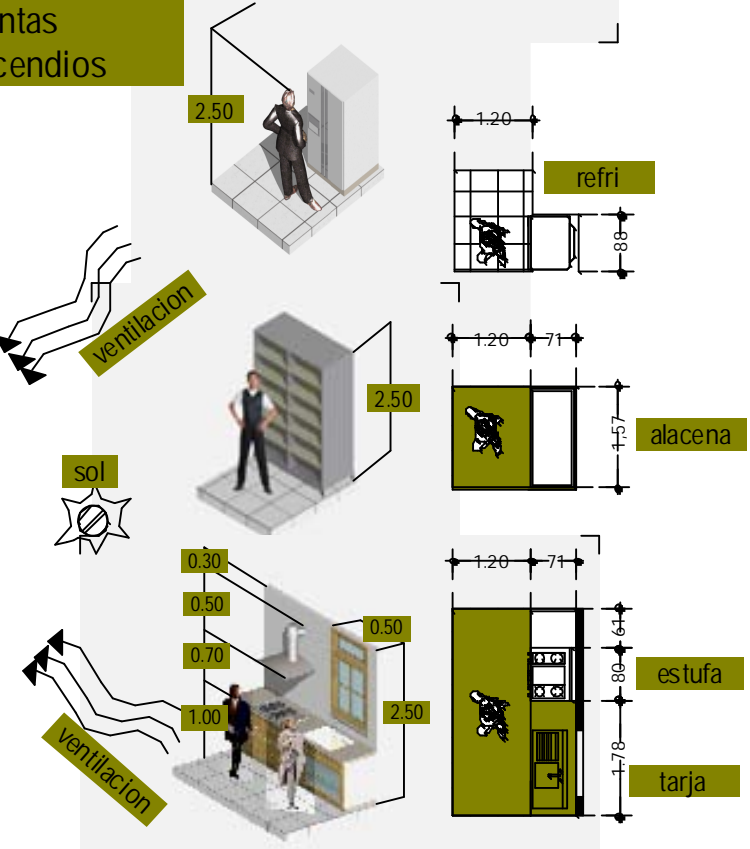 ntas
cendios
2.50
1.20
refri
88
ventilacion
1.20 71
2.50
1,57
alacena
sol
1.20 71
0.30
0.50
0.50
61
0.70
80
estufa
1.00
2.50
1.78
tarja
ventilacion